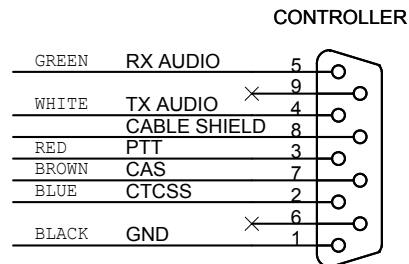 CONTROLLER
GREEN RX AUDIO 5
9
WHITE TX AUDIO 4
CABLE SHIELD 8
RED PTT 3
BROWN CAS 7
BLUE CTCSS 2
6
BLACK GND 1